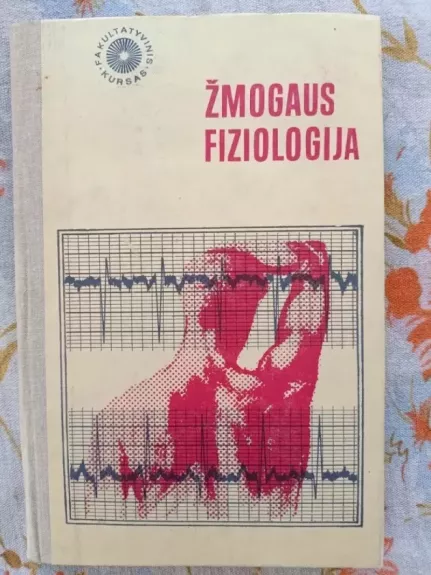 FAKULTATYVINIS
KURSAS
ŽMOGAUS
FIZIOLOGIJA